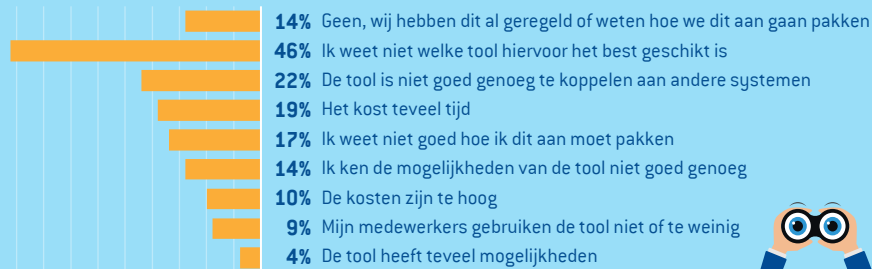 14% Geen, wij hebben dit al geregeld of weten hoe we dit aan gaan pakken
46% Ik weet niet welke tool hiervoor het best geschikt is
22% De tool is niet goed genoeg te koppelen aan andere systemen
19% Het kost teveel tijd
17% Ik weet niet goed hoe ik dit aan moet pakken
14% Ik ken de mogelijkheden van de tool niet goed genoeg
10% De kosten zijn te hoog
9% Mijn medewerkers gebruiken de tool niet of te weinig
4% De tool heeft teveel mogelijkheden